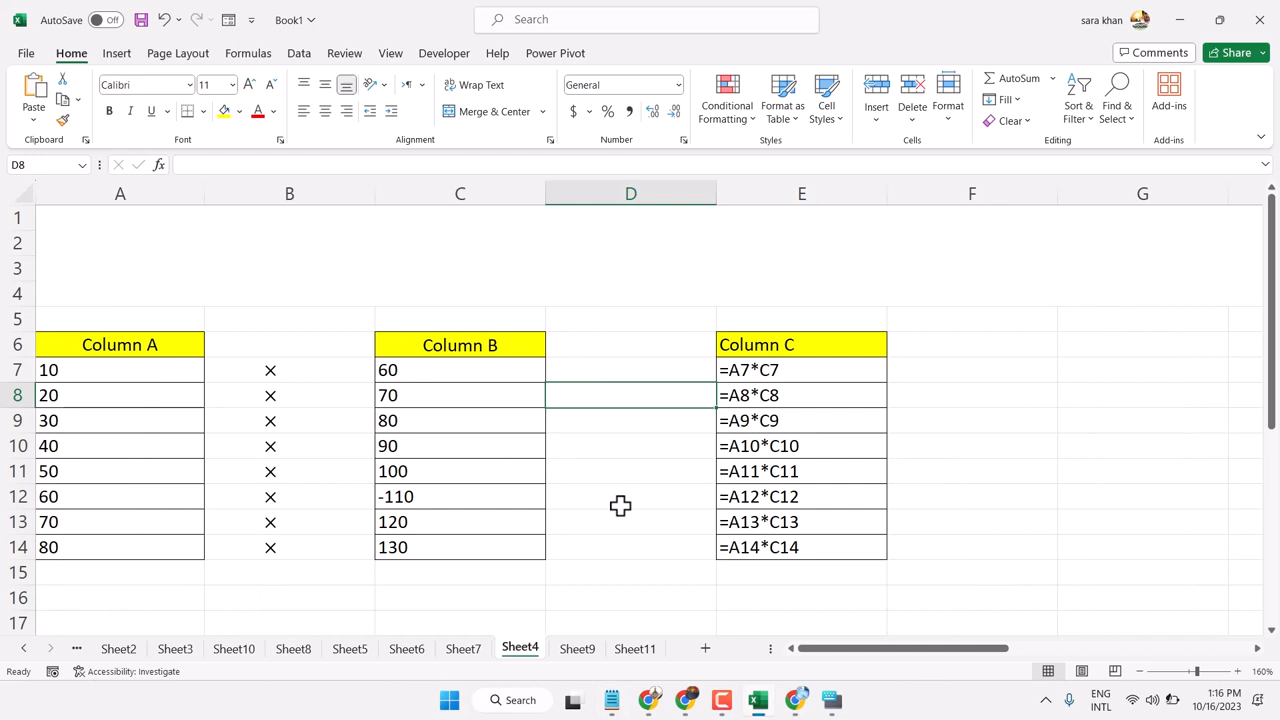 AutoSave Off Book1 Search sara khan
File Home Insert Page Layout Formulas Data Review View Developer Help Power Pivot Comments Share
Paste Calibri 11 Wrap Text General Conditional Formatting Format as Table Cell Styles Insert Delete Format AutoSum Sort & Filter Find & Select Add-ins
B I U Merge & Center $ % Fill Clear
Clipboard Font Alignment Number Styles Cells Editing Add-ins
D8 fx
A B C D E F G
1
2
3
4
5
6 Column A Column B Column C
7 10 × 60 =A7*C7
8 20 × 70 =A8*C8
9 30 × 80 =A9*C9
10 40 × 90 =A10*C10
11 50 × 100 =A11*C11
12 60 × -110 =A12*C12
13 70 × 120 =A13*C13
14 80 × 130 =A14*C14
15
16
17
Sheet2 Sheet3 Sheet10 Sheet8 Sheet5 Sheet6 Sheet7 Sheet4 Sheet9 Sheet11
Ready Accessibility: Investigate 160%
Search ENG INTL 1:16 PM 10/16/2023